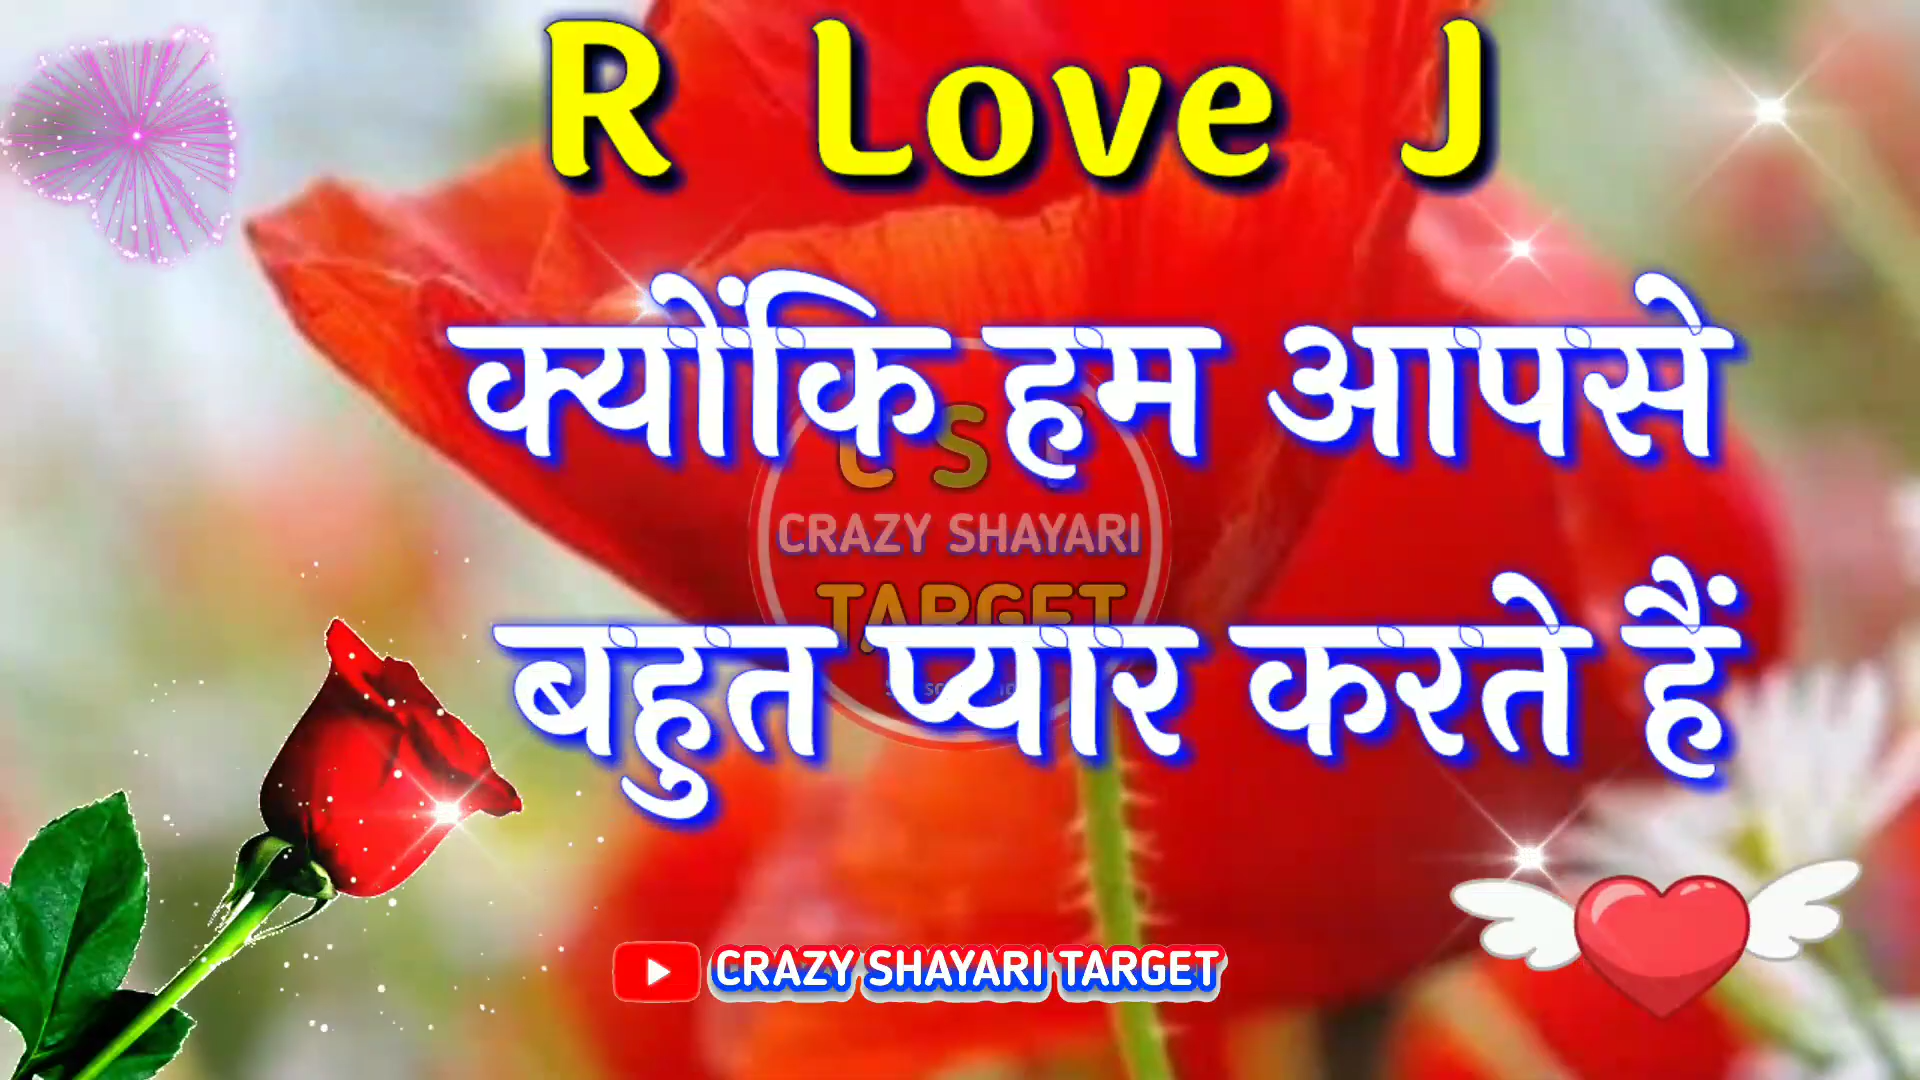 R Love J
क्योंकि हम आपसे
CRAZY SHAYARI
TARGET
बहुत प्यार करते हैं
CRAZY SHAYARI TARGET